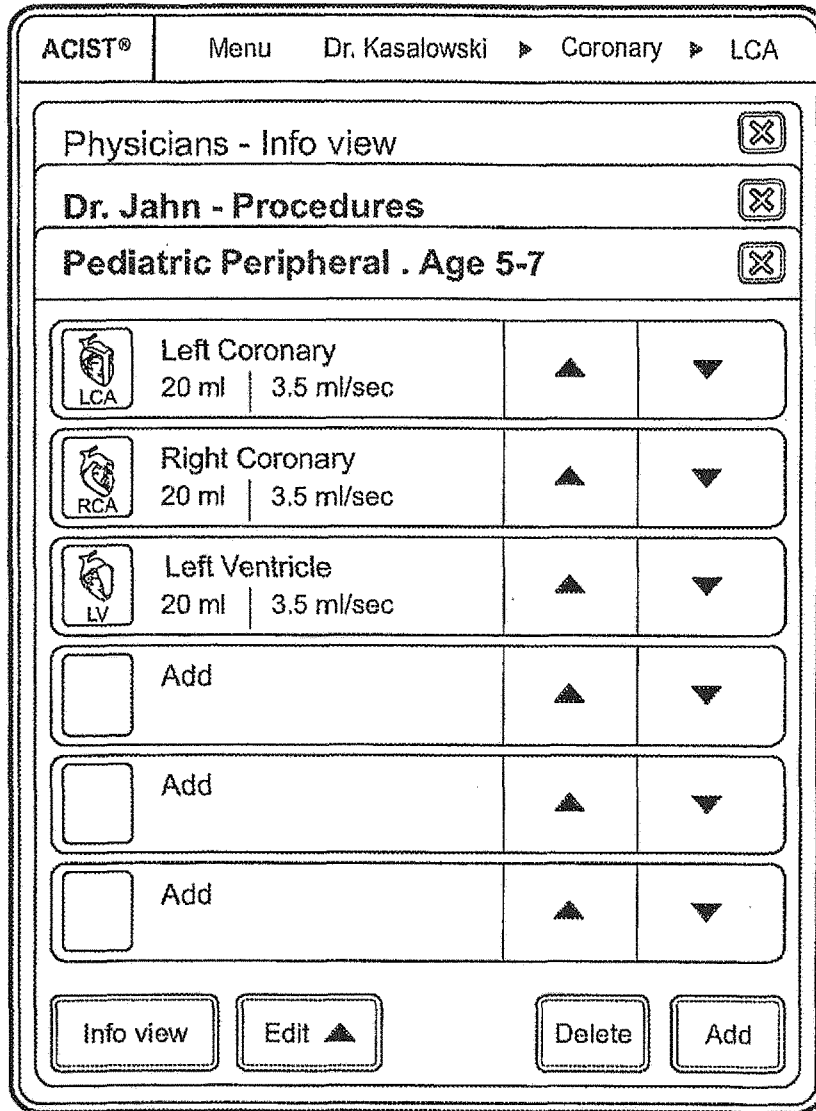 ACIST® Menu Dr. Kasalowski ▶ Coronary ▶ LCA
Physicians - Info view
Dr. Jahn - Procedures
Pediatric Peripheral . Age 5-7
Left Coronary
LCA 20 ml | 3.5 ml/sec
Right Coronary
RCA 20 ml | 3.5 ml/sec
Left Ventricle
LV 20 ml | 3.5 ml/sec
Add
Add
Add
Info view Edit ▲ Delete Add